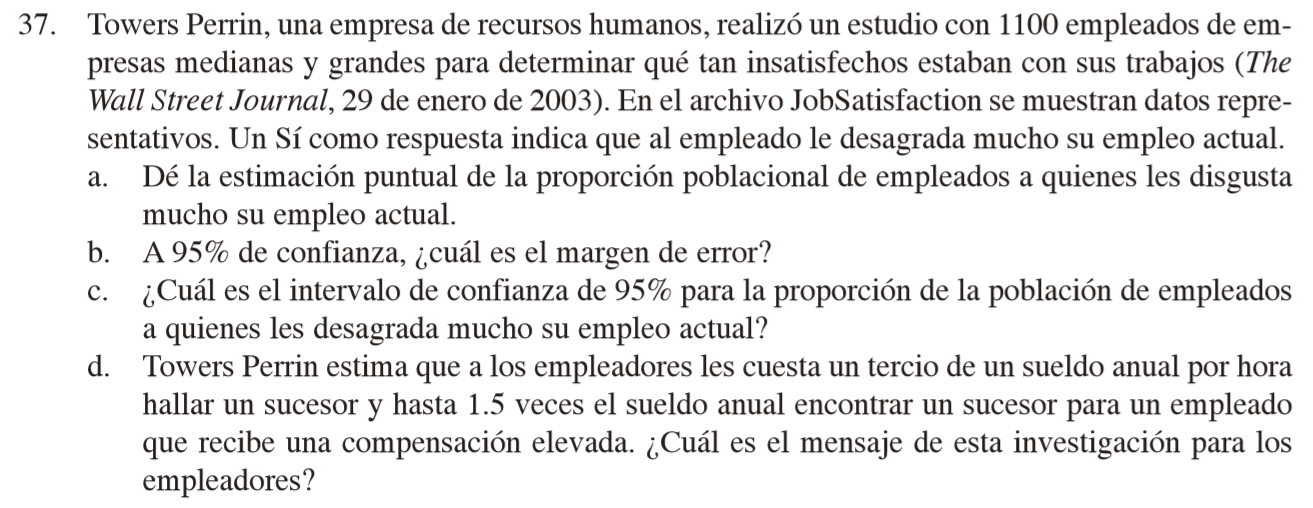 37. Towers Perrin, una empresa de recursos humanos, realizó un estudio con 1100 empleados de em-
presas medianas y grandes para determinar qué tan insatisfechos estaban con sus trabajos (The
Wall Street Journal, 29 de enero de 2003). En el archivo JobSatisfaction se muestran datos repre-
sentativos. Un Sí como respuesta indica que al empleado le desagrada mucho su empleo actual.
a. Dé la estimación puntual de la proporción poblacional de empleados a quienes les disgusta
mucho su empleo actual.
b. A 95% de confianza, ¿cuál es el margen de error?
c. ¿Cuál es el intervalo de confianza de 95% para la proporción de la población de empleados
a quienes les desagrada mucho su empleo actual?
d. Towers Perrin estima que a los empleadores les cuesta un tercio de un sueldo anual por hora
hallar un sucesor y hasta 1.5 veces el sueldo anual encontrar un sucesor para un empleado
que recibe una compensación elevada. ¿Cuál es el mensaje de esta investigación para los
empleadores?